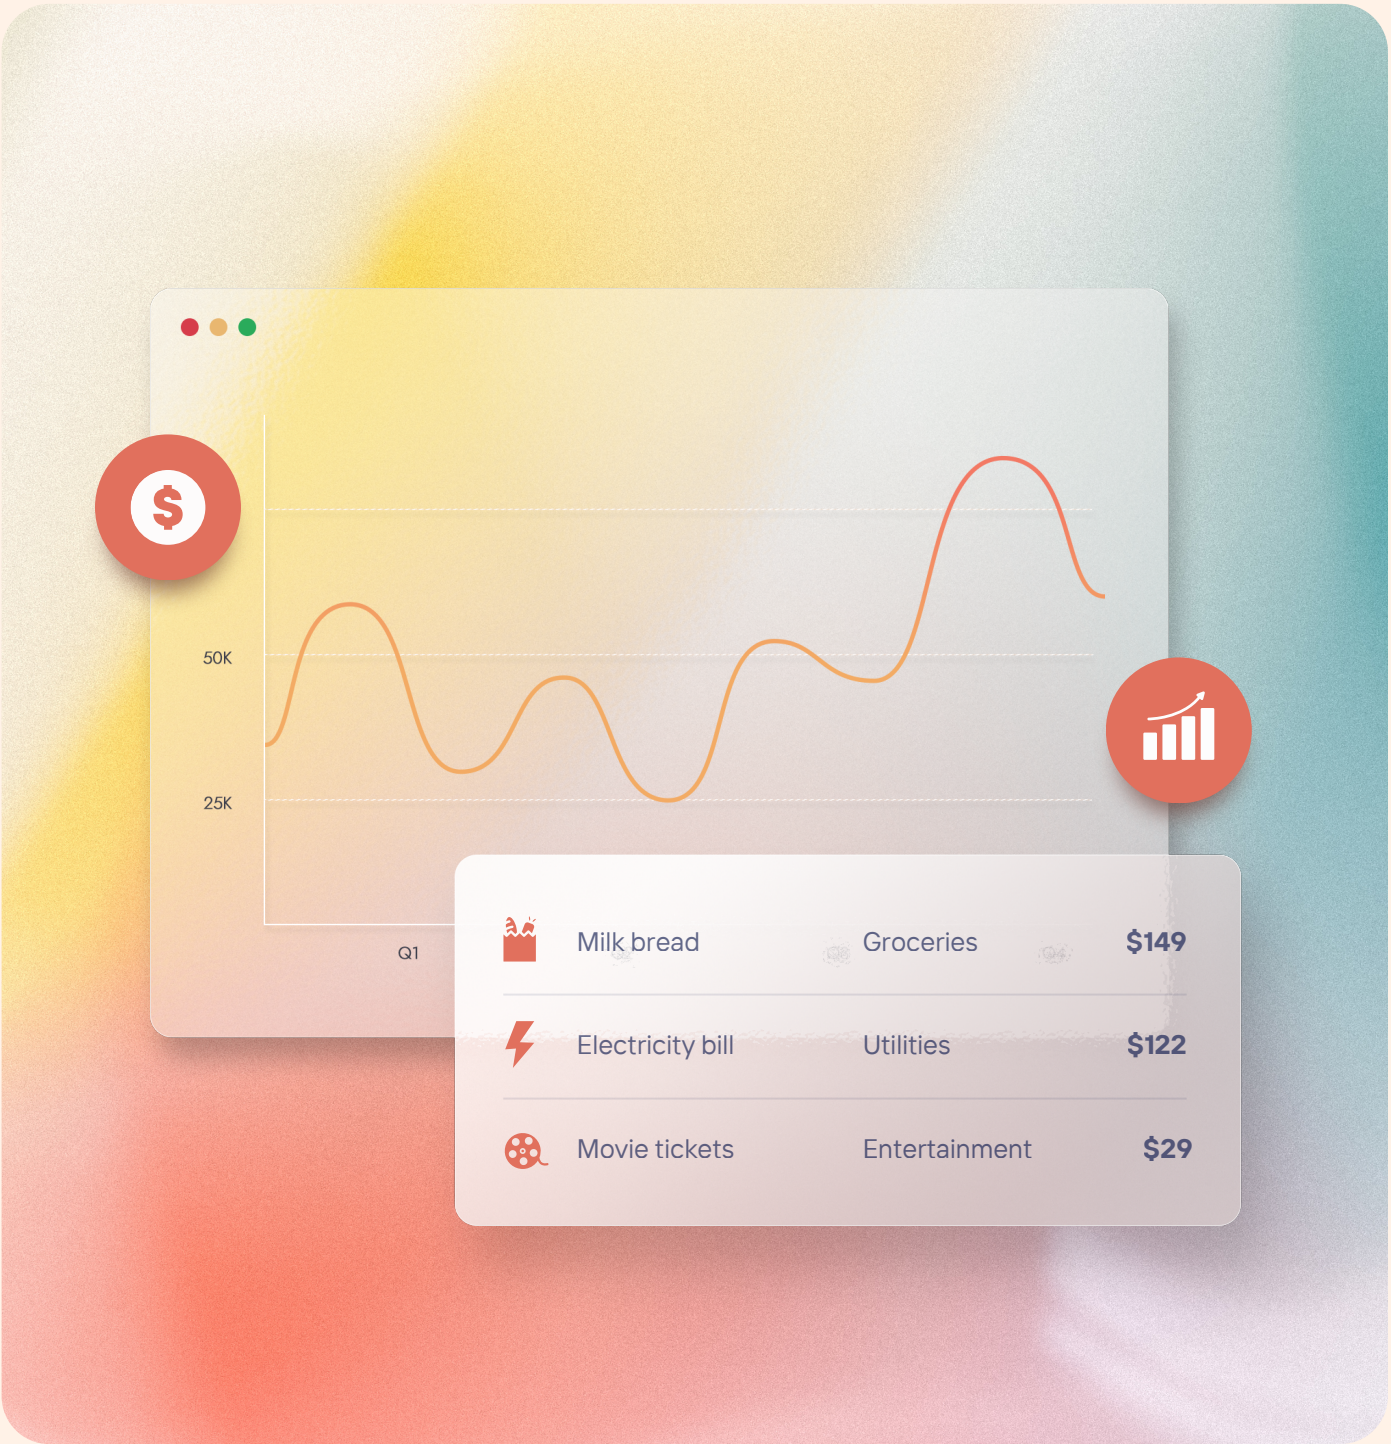 $
50K
25K
Q1
Milk bread Groceries $149
Electricity bill Utilities $122
Movie tickets Entertainment $29